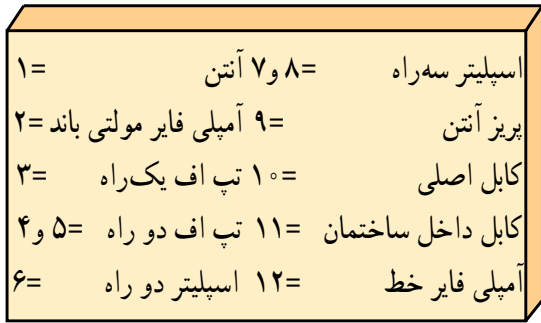 اسپلیتر سه‌راه =۷ و۸ آنتن =۱
پریز آنتن =۹ آمپلی فایر مولتی باند =۲
کابل اصلی =۱۰ تپ اف یک‌راه =۳
کابل داخل ساختمان =۱۱ تپ اف دو راه =۵ و۴
آمپلی فایر خط =۱۲ اسپلیتر دو راه =۶